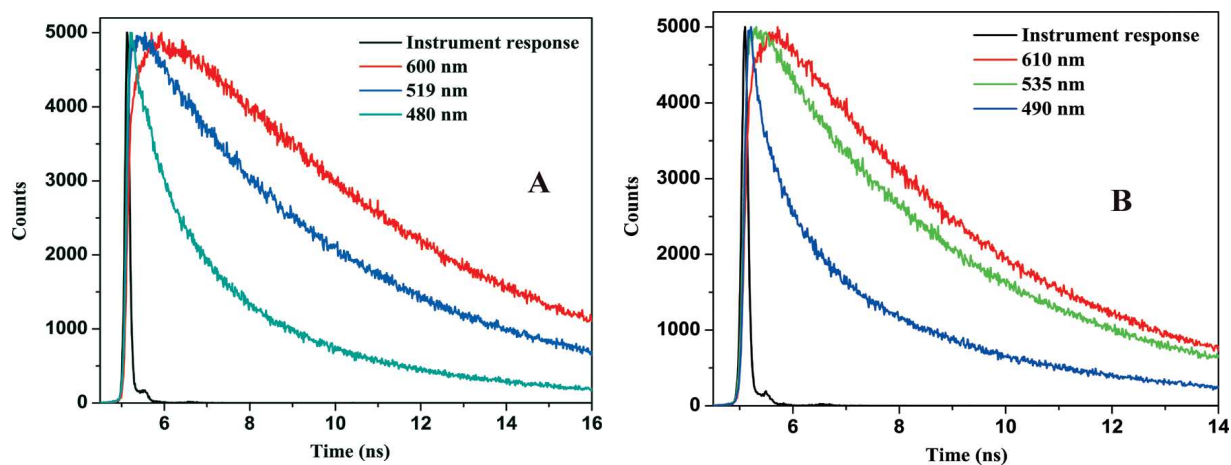 5000
4000
3000
2000
1000
0
Counts
6
8
10
12
14
16
Time (ns)
Instrument response
600 nm
519 nm
480 nm
A
5000
4000
3000
2000
1000
0
Counts
6
8
10
12
14
Time (ns)
Instrument response
610 nm
535 nm
490 nm
B